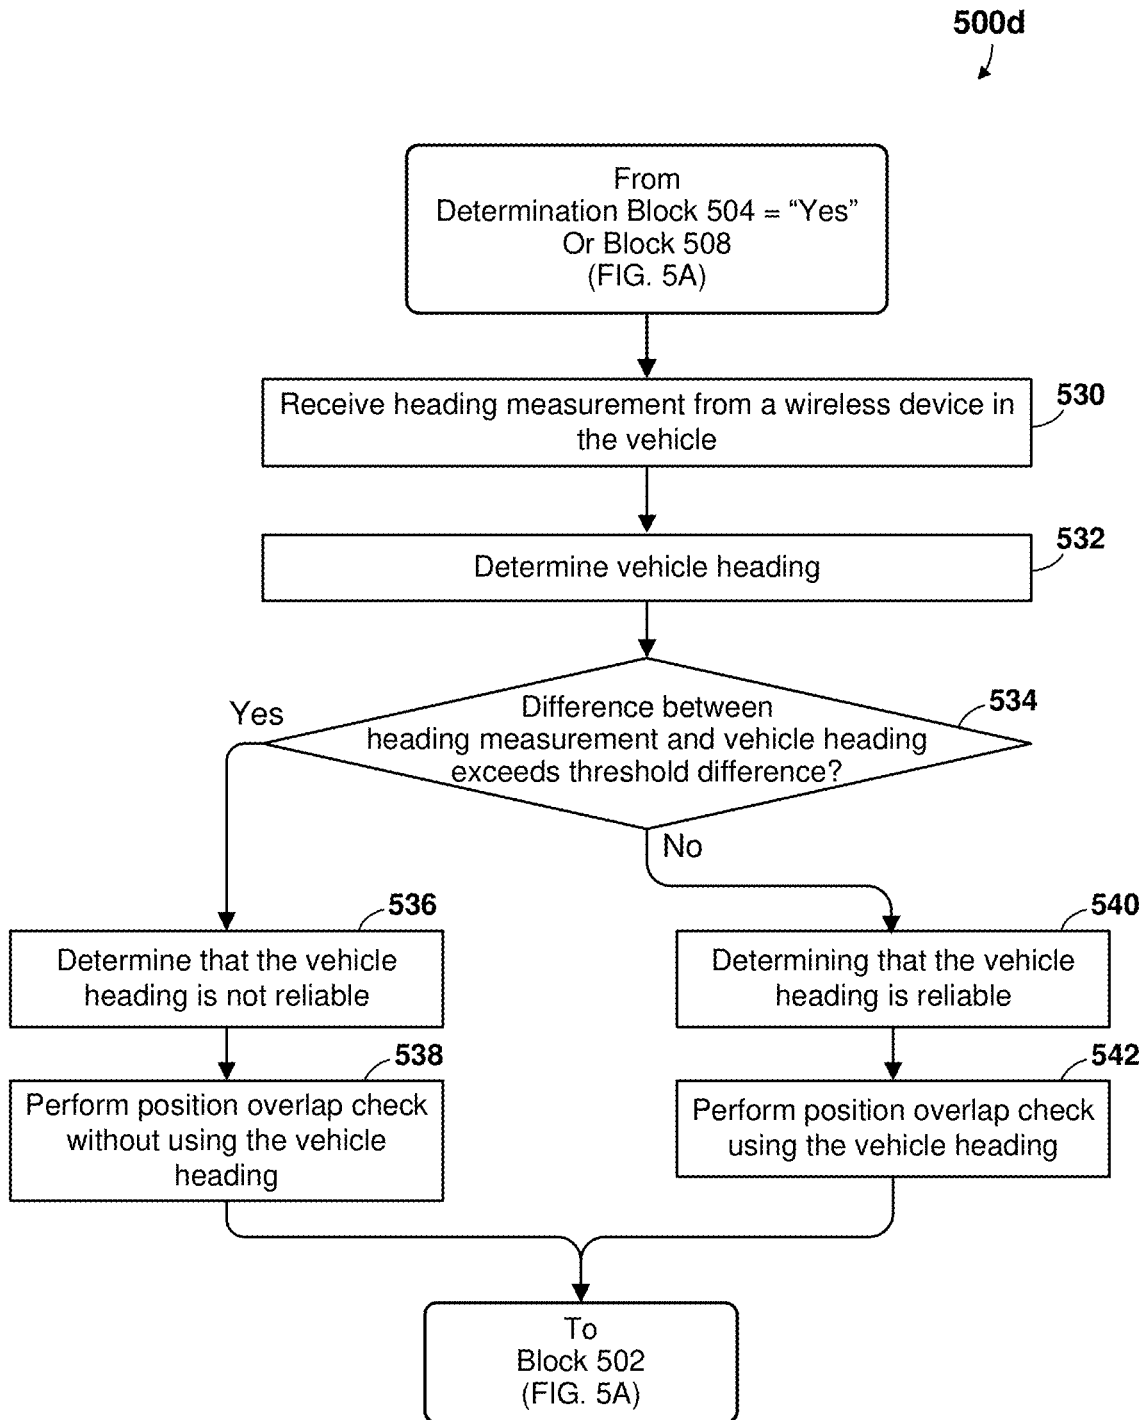 500d
From
Determination Block 504 = “Yes”
Or Block 508
(FIG. 5A)
Receive heading measurement from a wireless device in
the vehicle
530
Determine vehicle heading
532
Difference between
heading measurement and vehicle heading
exceeds threshold difference?
534
Yes
No
Determine that the vehicle
heading is not reliable
536
Determining that the vehicle
heading is reliable
540
Perform position overlap check
without using the vehicle
heading
538
Perform position overlap check
using the vehicle heading
542
To
Block 502
(FIG. 5A)